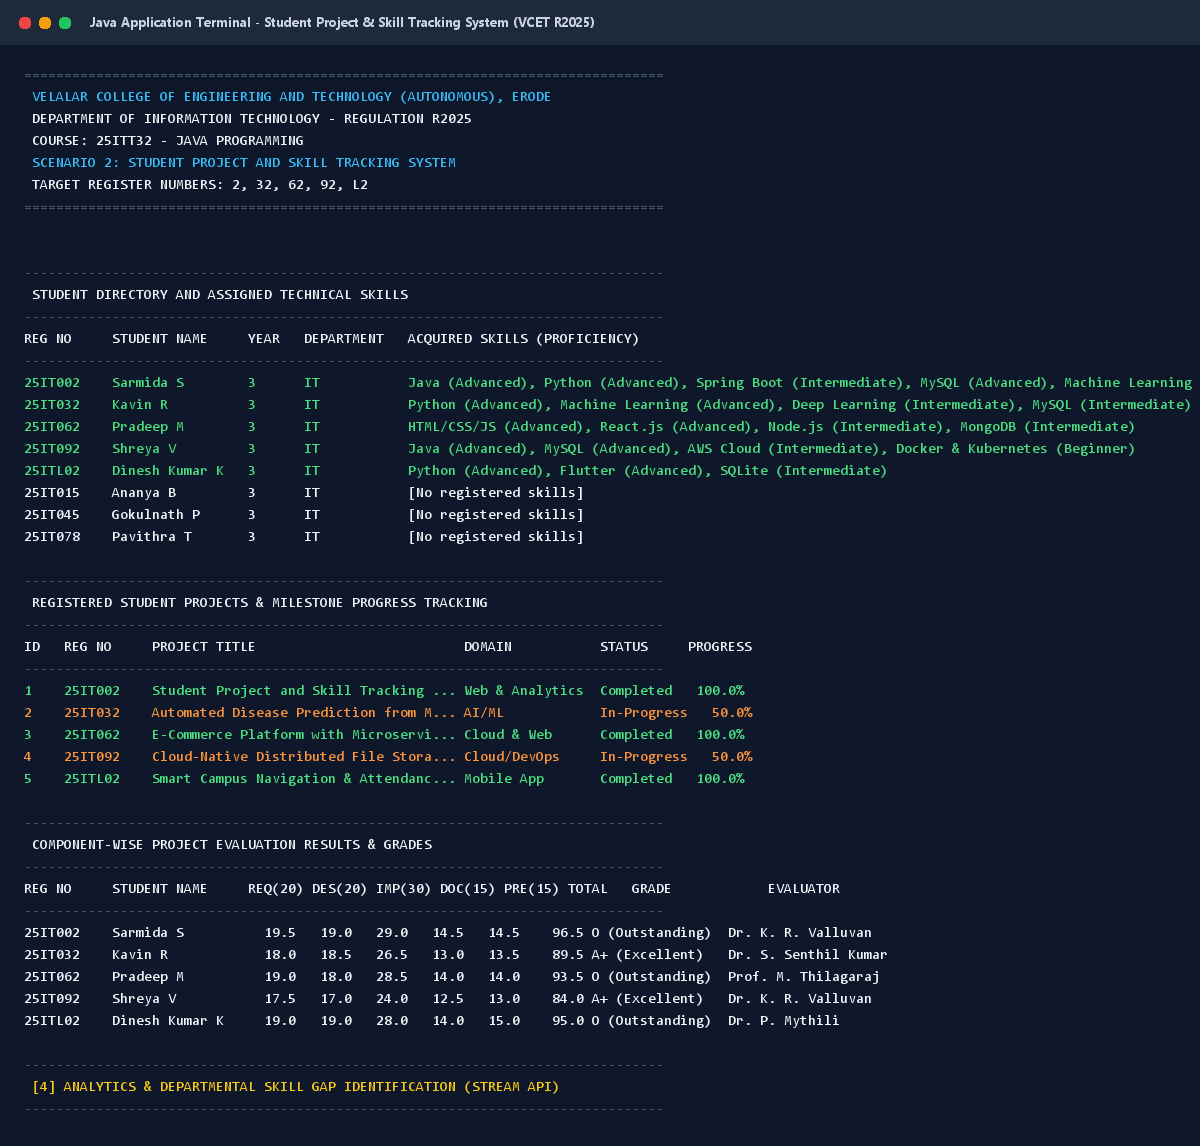 Java Application Terminal - Student Project & Skill Tracking System (VCET R2025)
================================================================================
VELALAR COLLEGE OF ENGINEERING AND TECHNOLOGY (AUTONOMOUS), ERODE
DEPARTMENT OF INFORMATION TECHNOLOGY - REGULATION R2025
COURSE: 25ITT32 - JAVA PROGRAMMING
SCENARIO 2: STUDENT PROJECT AND SKILL TRACKING SYSTEM
TARGET REGISTER NUMBERS: 2, 32, 62, 92, L2
================================================================================
--------------------------------------------------------------------------------
STUDENT DIRECTORY AND ASSIGNED TECHNICAL SKILLS
--------------------------------------------------------------------------------
REG NO     STUDENT NAME     YEAR   DEPARTMENT   ACQUIRED SKILLS (PROFICIENCY)
--------------------------------------------------------------------------------
25IT002    Sarmida S        3      IT           Java (Advanced), Python (Advanced), Spring Boot (Intermediate), MySQL (Advanced), Machine Learning
25IT032    Kavin R          3      IT           Python (Advanced), Machine Learning (Advanced), Deep Learning (Intermediate), MySQL (Intermediate)
25IT062    Pradeep M        3      IT           HTML/CSS/JS (Advanced), React.js (Advanced), Node.js (Intermediate), MongoDB (Intermediate)
25IT092    Shreya V         3      IT           Java (Advanced), MySQL (Advanced), AWS Cloud (Intermediate), Docker & Kubernetes (Beginner)
25ITL02    Dinesh Kumar K   3      IT           Python (Advanced), Flutter (Advanced), SQLite (Intermediate)
25IT015    Ananya B         3      IT           [No registered skills]
25IT045    Gokulnath P      3      IT           [No registered skills]
25IT078    Pavithra T       3      IT           [No registered skills]
--------------------------------------------------------------------------------
REGISTERED STUDENT PROJECTS & MILESTONE PROGRESS TRACKING
--------------------------------------------------------------------------------
ID   REG NO     PROJECT TITLE                          DOMAIN           STATUS     PROGRESS
--------------------------------------------------------------------------------
1    25IT002    Student Project and Skill Tracking ... Web & Analytics  Completed   100.0%
2    25IT032    Automated Disease Prediction from M... AI/ML            In-Progress   50.0%
3    25IT062    E-Commerce Platform with Microservi... Cloud & Web      Completed   100.0%
4    25IT092    Cloud-Native Distributed File Stora... Cloud/DevOps     In-Progress   50.0%
5    25ITL02    Smart Campus Navigation & Attendanc... Mobile App       Completed   100.0%
--------------------------------------------------------------------------------
COMPONENT-WISE PROJECT EVALUATION RESULTS & GRADES
--------------------------------------------------------------------------------
REG NO     STUDENT NAME     REQ(20) DES(20) IMP(30) DOC(15) PRE(15) TOTAL   GRADE            EVALUATOR
--------------------------------------------------------------------------------
25IT002    Sarmida S          19.5   19.0   29.0   14.5   14.5    96.5 O (Outstanding)  Dr. K. R. Valluvan
25IT032    Kavin R            18.0   18.5   26.5   13.0   13.5    89.5 A+ (Excellent)   Dr. S. Senthil Kumar
25IT062    Pradeep M          19.0   18.0   28.5   14.0   14.0    93.5 O (Outstanding)  Prof. M. Thilagaraj
25IT092    Shreya V           17.5   17.0   24.0   12.5   13.0    84.0 A+ (Excellent)   Dr. K. R. Valluvan
25ITL02    Dinesh Kumar K     19.0   19.0   28.0   14.0   15.0    95.0 O (Outstanding)  Dr. P. Mythili
--------------------------------------------------------------------------------
[4] ANALYTICS & DEPARTMENTAL SKILL GAP IDENTIFICATION (STREAM API)
--------------------------------------------------------------------------------